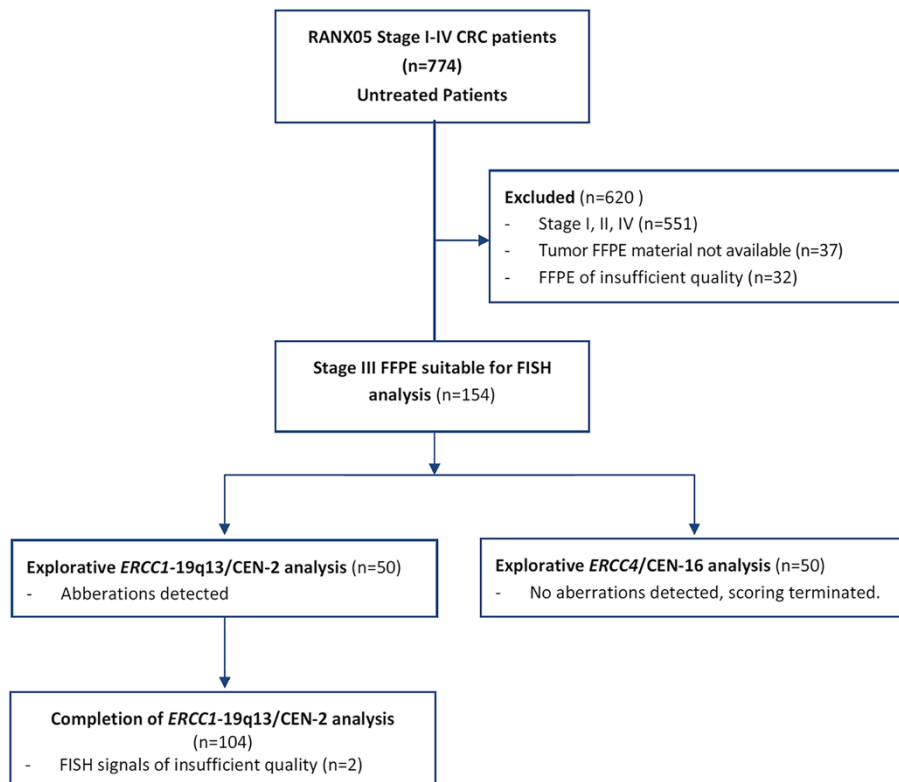 RANX05 Stage I-IV CRC patients
(n=774)
Untreated Patients
Excluded (n=620 )
- Stage I, II, IV (n=551)
- Tumor FFPE material not available (n=37)
- FFPE of insufficient quality (n=32)
Stage III FFPE suitable for FISH
analysis (n=154)
Explorative ERCC1-19q13/CEN-2 analysis (n=50)
- Abberations detected
Explorative ERCC4/CEN-16 analysis (n=50)
- No aberrations detected, scoring terminated.
Completion of ERCC1-19q13/CEN-2 analysis
(n=104)
- FISH signals of insufficient quality (n=2)